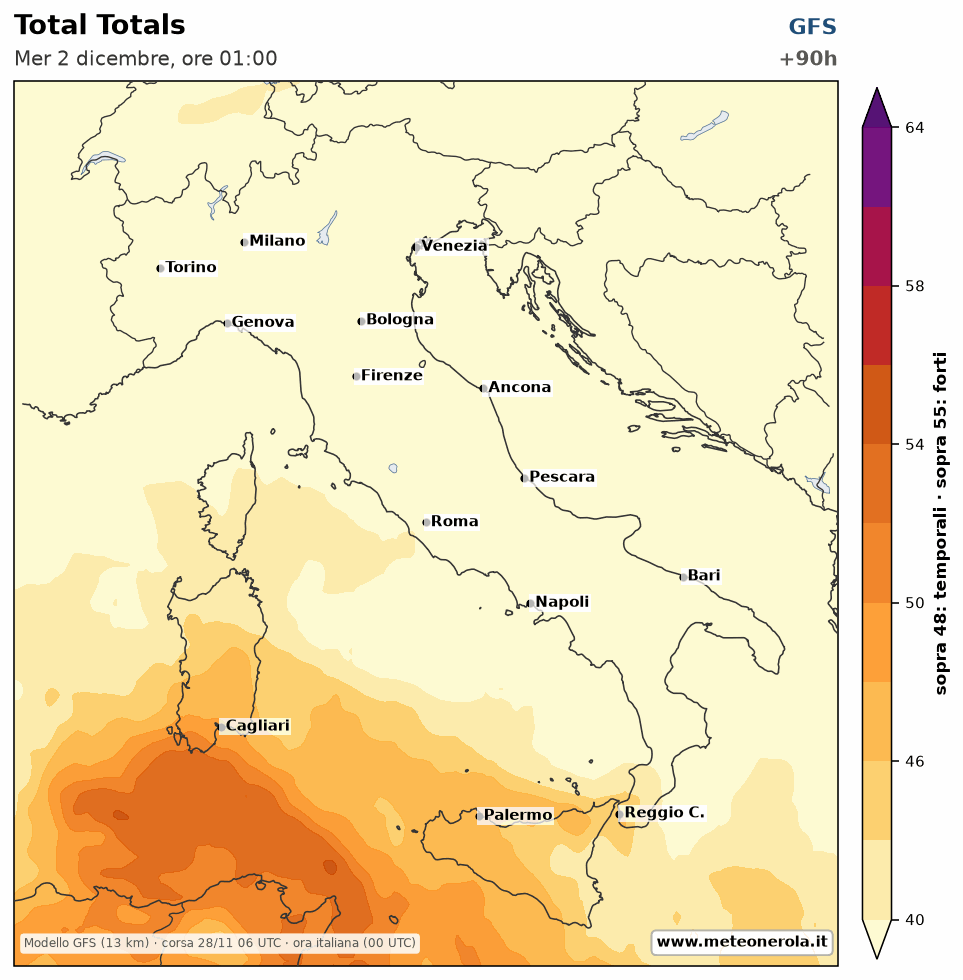 Total Totals
GFS
Mer 2 dicembre, ore 01:00
+90h
Milano
Venezia
Torino
Genova
Bologna
Firenze
Ancona
Pescara
Roma
Bari
Napoli
Cagliari
Palermo
Reggio C.
64
58
54
50
46
40
sopra 48: temporali · sopra 55: forti
Modello GFS (13 km) · corsa 28/11 06 UTC · ora italiana (00 UTC)
www.meteonerola.it